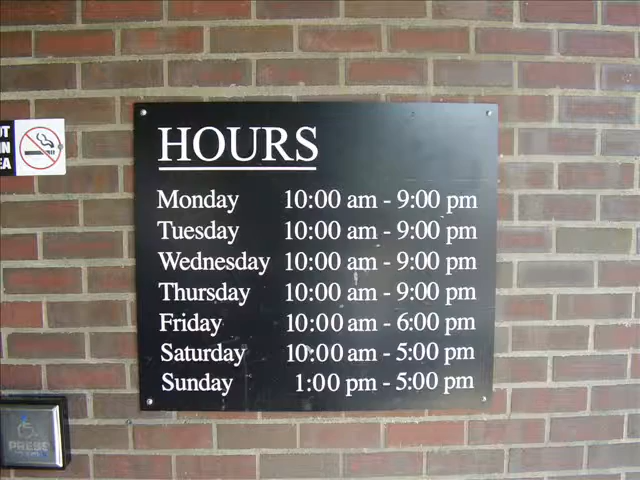 HOURS
Monday 10:00 am - 9:00 pm
Tuesday 10:00 am - 9:00 pm
Wednesday 10:00 am - 9:00 pm
Thursday 10:00 am - 9:00 pm
Friday 10:00 am - 6:00 pm
Saturday 10:00 am - 5:00 pm
Sunday 1:00 pm - 5:00 pm
PRESS